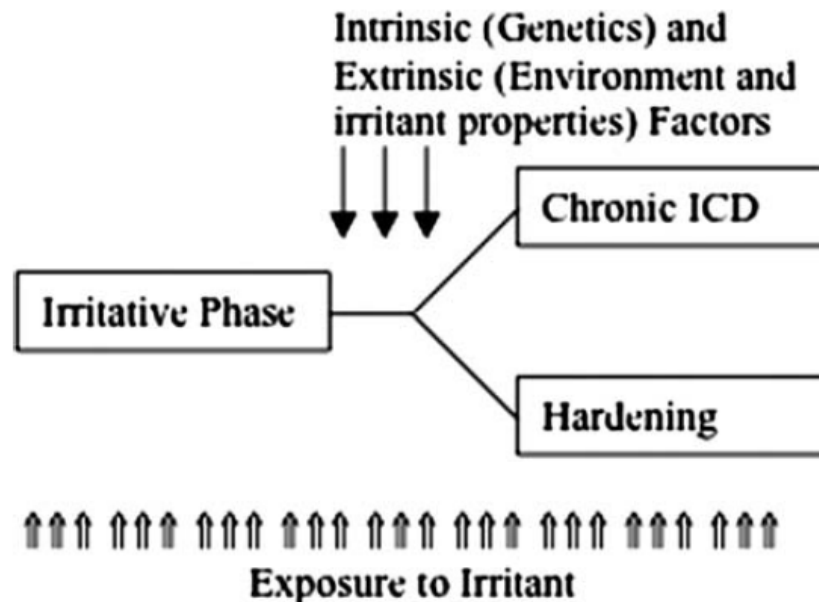 Intrinsic (Genetics) and
Extrinsic (Environment and
irritant properties) Factors
Chronic ICD
Irritative Phase
Hardening
Exposure to Irritant